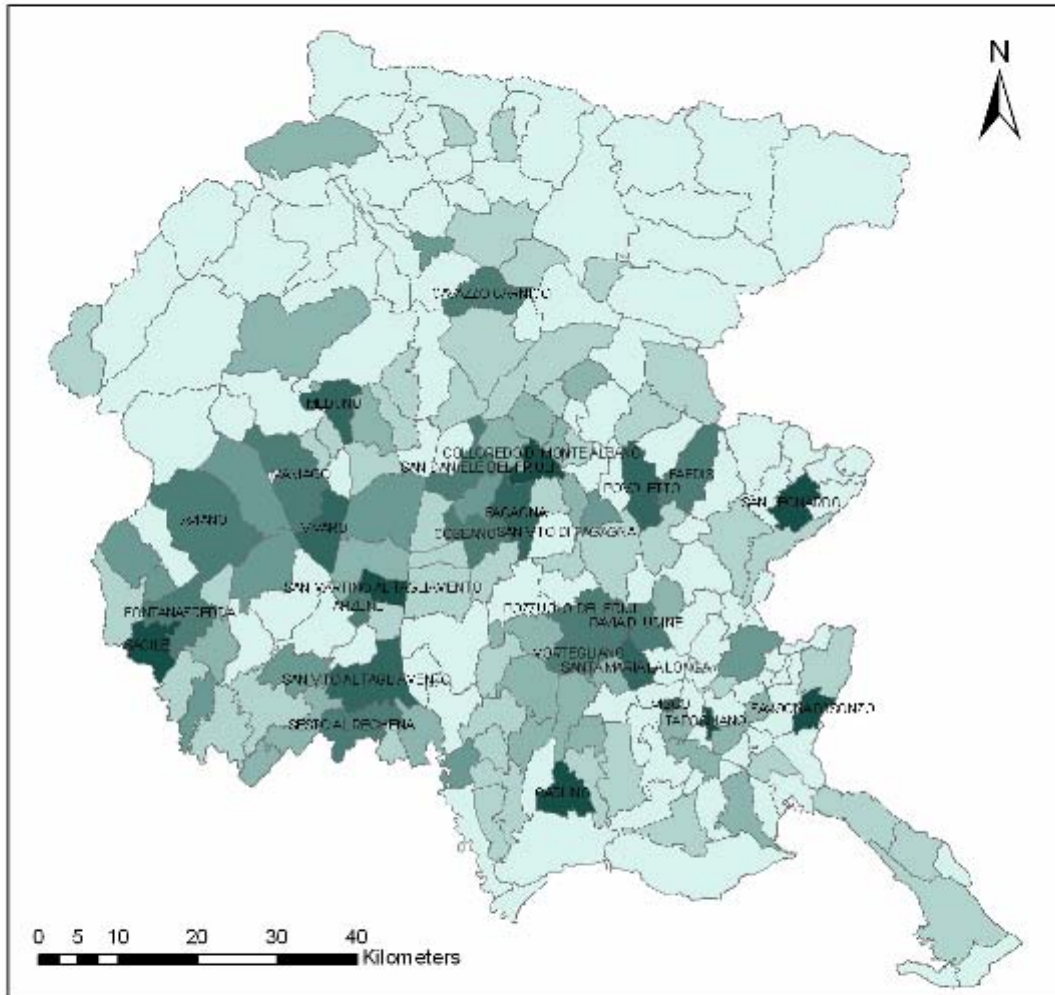 N
CAVAZZO CARNICO
MEDUNO
COLLOREDO DI MONTE ALBANO
SAN DANIELE DEL FRIULI
FAEDIS
POVOLETTO
SAN LEONARDO
FAGAGNA
AVIANO
VIVARO
COSEANO
SAN VITO DI FAGAGNA
SAN MARTINO AL TAGLIAMENTO
ARZENE
FONTANAFREDDA
POZZUOLO DEL FRIULI
PAVIA DI UDINE
SACILE
MORTEGLIANO
SANTA MARIA LA LONGA
SAN VITO AL TAGLIAMENTO
TAPOGLIANO
SESTO AL REGHENA
CARLINO
0 5 10 20 30 40
Kilometers